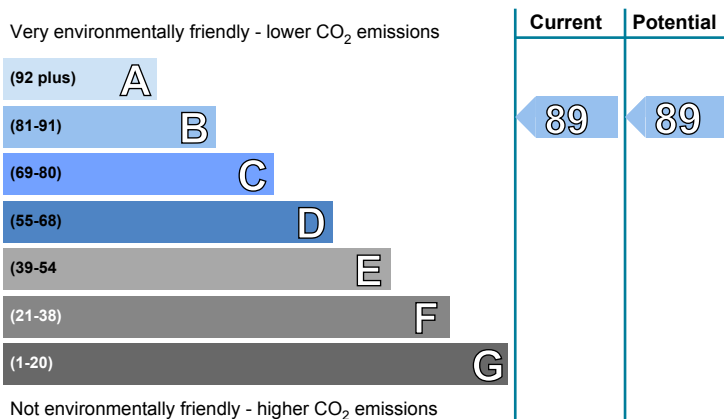 Current Potential
Very environmentally friendly - lower CO₂ emissions
(92 plus) A
(81-91) B 89 89
(69-80) C
(55-68) D
(39-54 E
(21-38) F
(1-20) G
Not environmentally friendly - higher CO₂ emissions